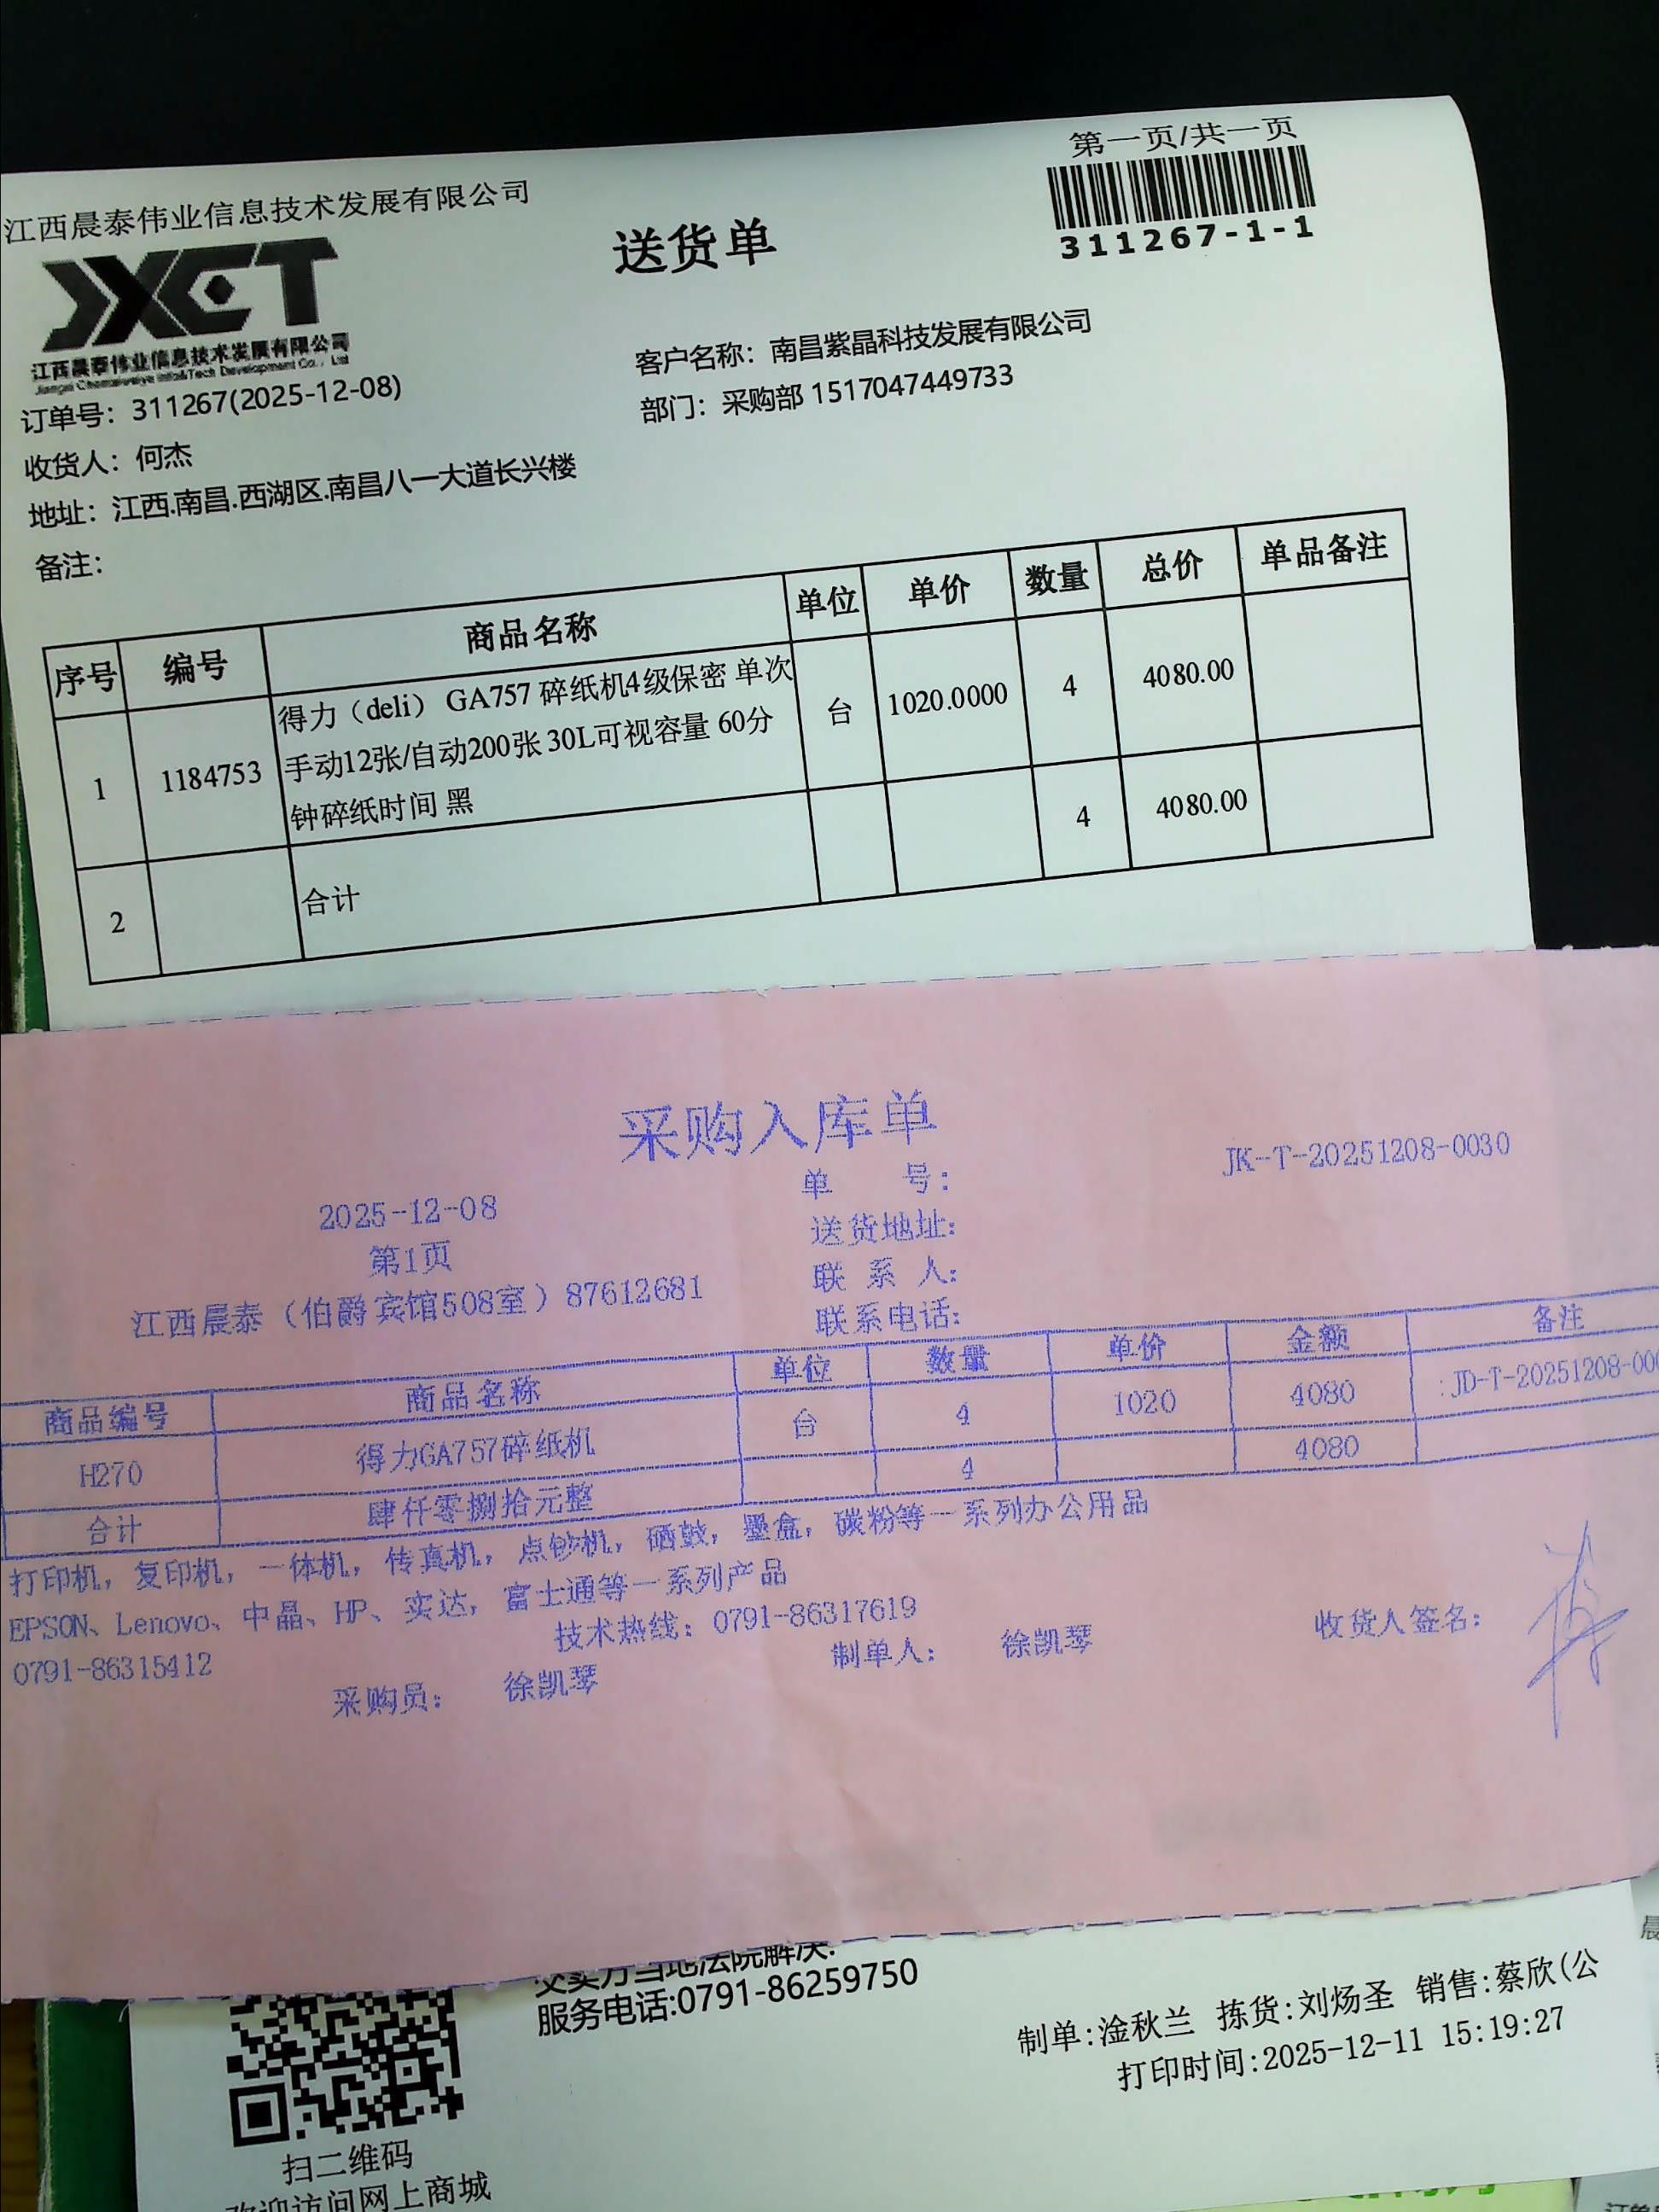 第一页/共一页
江西晨泰伟业信息技术发展有限公司
送货单
311267-1-1
JXCT
江西晨泰伟业信息技术发展有限公司
客户名称：南昌紫晶科技发展有限公司
订单号：311267(2025-12-08)
部门：采购部 1517047449733
收货人：何杰
地址：江西.南昌.西湖区.南昌八一大道长兴楼
备注：
序号 编号 商品名称 单位 单价 数量 总价 单品备注
1 1184753 得力（deli） GA757 碎纸机4级保密 单次 台 1020.0000 4 4080.00
手动12张/自动200张 30L可视容量 60分
钟碎纸时间 黑
2 合计 4 4080.00
采购入库单
单 号： JK-T-20251208-0030
2025-12-08
送货地址：
第1页
联 系 人：
江西晨泰（伯爵宾馆508室）87612681
联系电话：
商品编号 商品名称 单位 数量 单价 金额 备注
H270 得力GA757碎纸机 台 4 1020 4080 :JD-T-20251208-00
合计 肆仟零捌拾元整 4 4080
打印机，复印机，一体机，传真机，点钞机，硒鼓，墨盒，碳粉等一系列办公用品
EPSON、Lenovo、中晶、HP、实达，富士通等一系列产品
0791-86315412 技术热线：0791-86317619
采购员： 徐凯琴 制单人： 徐凯琴 收货人签名：
当地法院解决.
服务电话:0791-86259750
制单:淦秋兰 拣货:刘炀圣 销售:蔡欣(公
打印时间:2025-12-11 15:19:27
扫二维码
欢迎访问网上商城